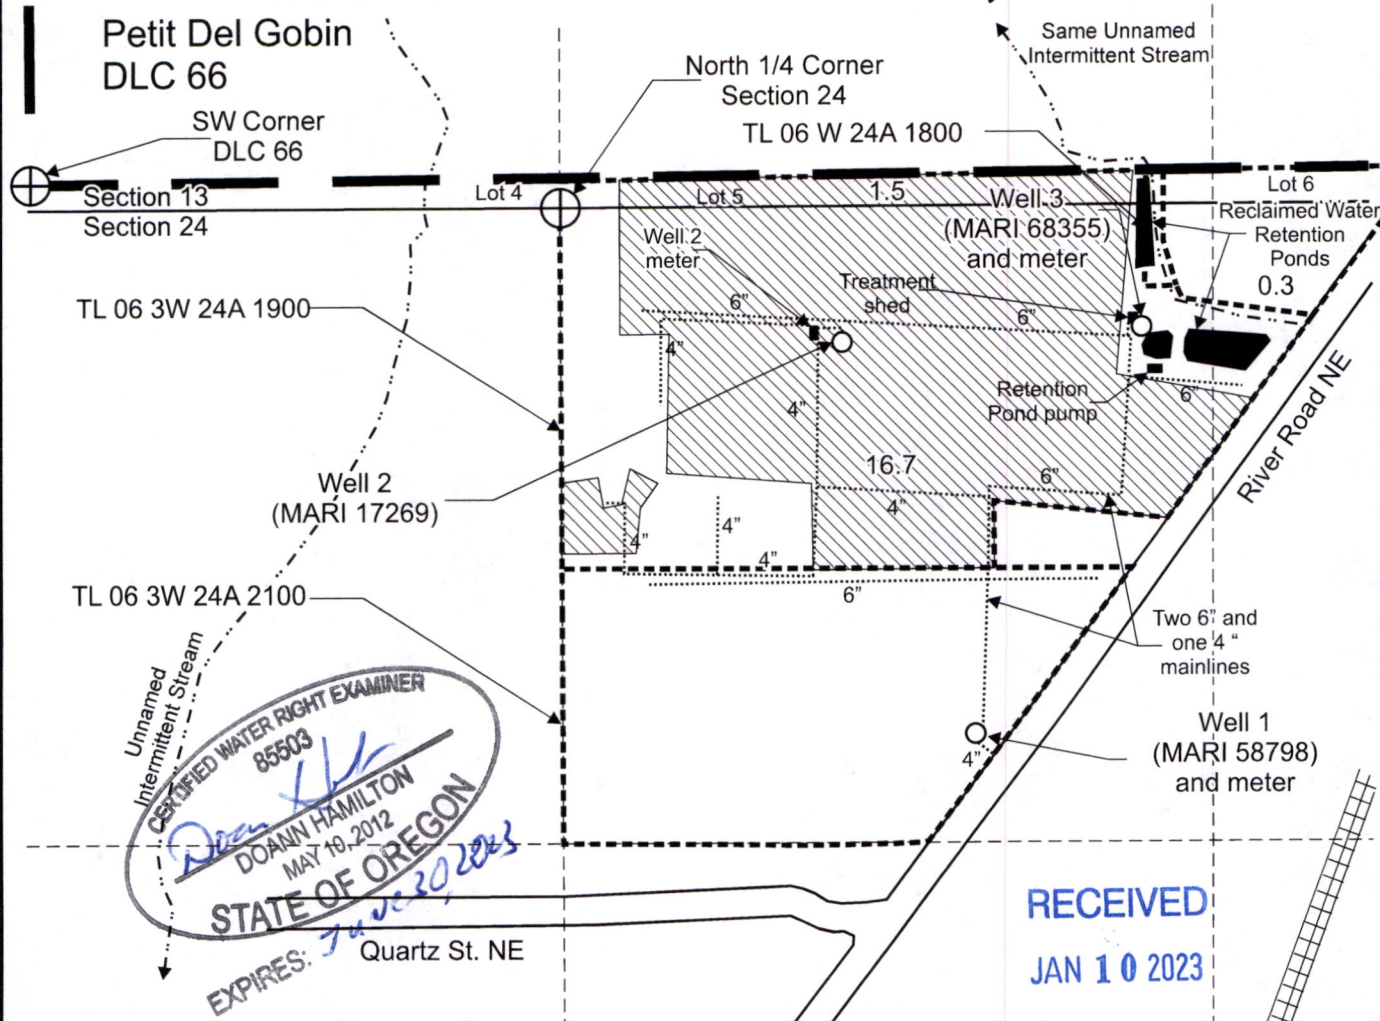 Petit Del Gobin
DLC 66
SW Corner
DLC 66
North 1/4 Corner
Section 24
Same Unnamed
Intermittent Stream
TL 06 W 24A 1800
Section 13
Section 24
Lot 4
Lot 5
1.5
Lot 6
Well 3
(MARI 68355)
and meter
Reclaimed Water
Retention
Ponds
0.3
Well 2
meter
Treatment
shed
6"
6"
TL 06 3W 24A 1900
4"
4"
Retention
Pond pump
6"
River Road NE
16.7
6"
4"
Well 2
(MARI 17269)
4"
4"
4"
6"
TL 06 3W 24A 2100
Two 6" and
one 4 "
mainlines
Unnamed
Intermittent Stream
Well 1
(MARI 58798)
and meter
4"
CERTIFIED WATER RIGHT EXAMINER
85503
DOANN HAMILTON
MAY 10, 2012
STATE OF OREGON
EXPIRES: June 30, 2023
Quartz St. NE
RECEIVED
JAN 10 2023